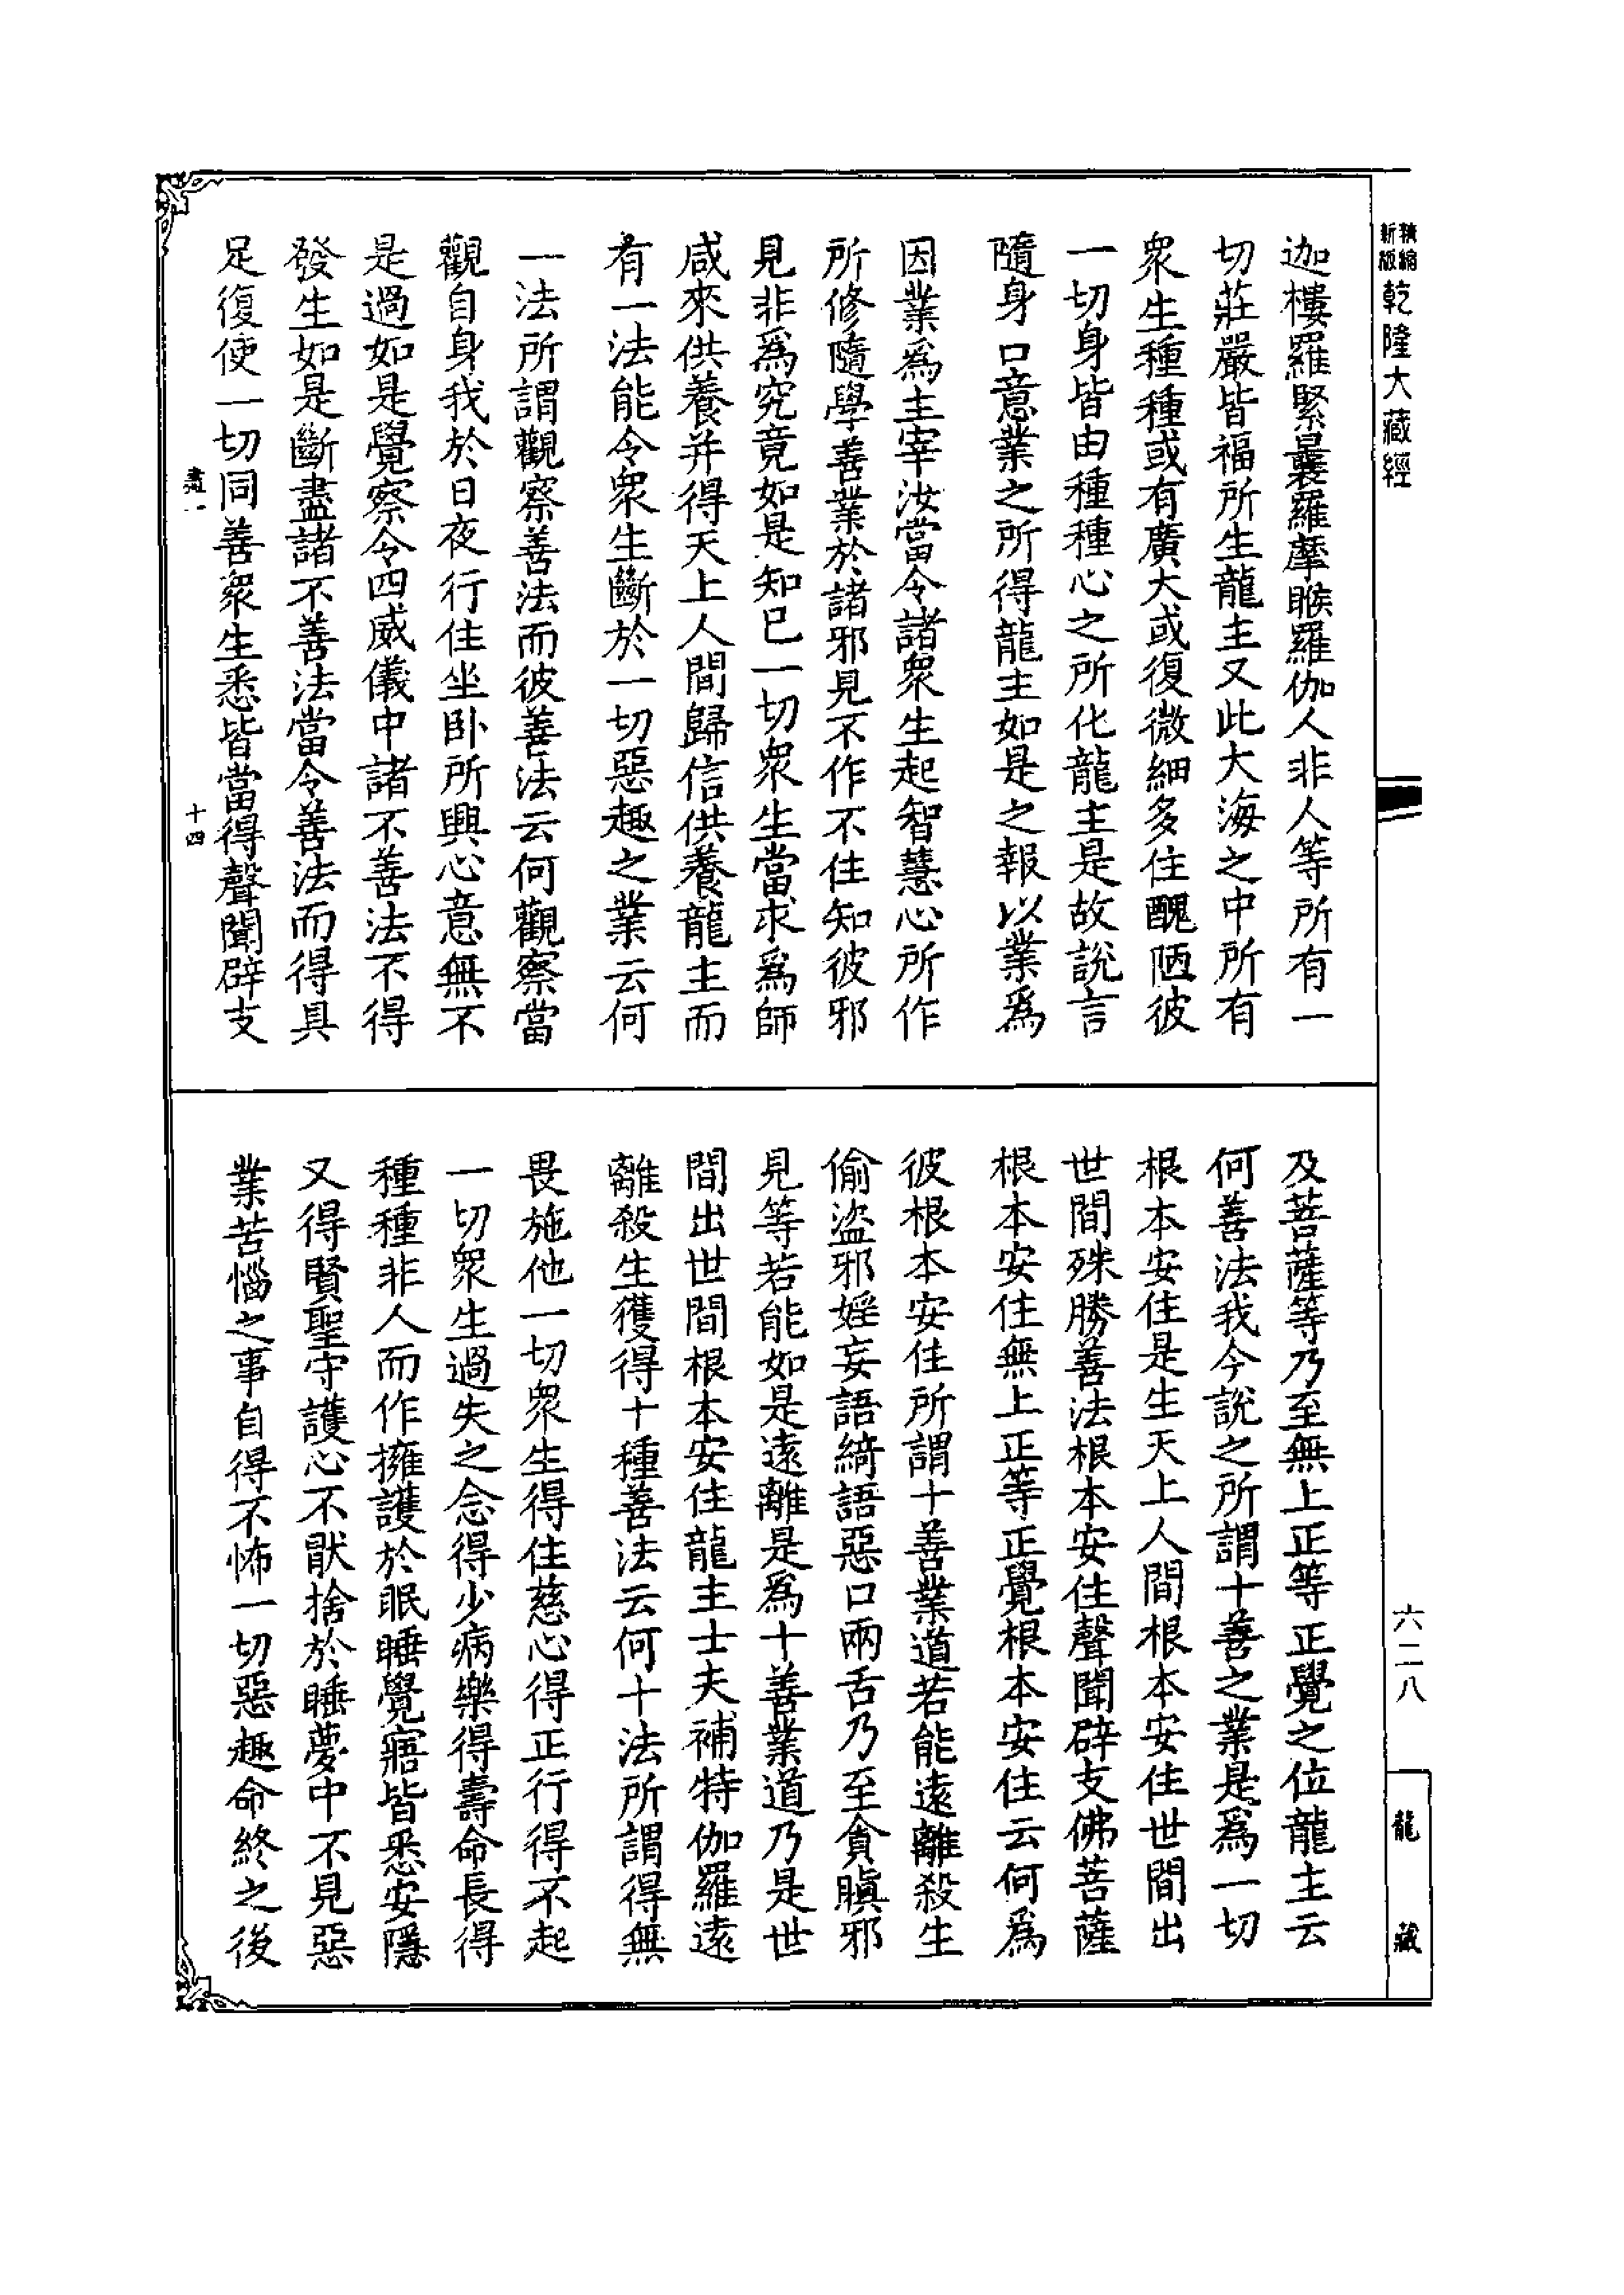 新版
精縮
乾隆大藏經
迦樓羅緊曩羅摩睺羅伽人非人等所有一
切莊嚴皆福所生龍主又此大海之中所有
衆生種種或有廣大或復微細多住醜陋彼
一切身皆由種種心之所化龍主是故說言
隨身口意業之所得龍主如是之報以業爲
因業爲主宰汝當令諸衆生起智慧心所作
所修隨學善業於諸邪見不作不住知彼邪
見非爲究竟如是知已一切衆生當求爲師
咸來供養并得天上人間歸信供養龍主而
有一法能令衆生斷於一切惡趣之業云何
一法所謂觀察善法而彼善法云何觀察當
觀自身我於日夜行住坐卧所興心意無不
是過如是覺察令四威儀中諸不善法不得
發生如是斷盡諸不善法當令善法而得具
足復使一切同善衆生悉皆當得聲聞辟支
十四
及菩薩等乃至無上正等正覺之位龍主云
何善法我今說之所謂十善之業是爲一切
根本安住是生天上人間根本安住世間出
世間殊勝善法根本安住聲聞辟支佛菩薩
根本安住無上正等正覺根本安住云何爲
彼根本安住所謂十善業道若能遠離殺生
偷盜邪婬妄語綺語惡口兩舌乃至貪瞋邪
見等若能如是遠離是爲十善業道乃是世
間出世間根本安住龍主士夫補特伽羅遠
離殺生獲得十種善法云何十法所謂得無
畏施他一切衆生得住慈心得正行得不起
一切衆生過失之念得少病樂得壽命長得
種種非人而作擁護於眠睡覺寤皆悉安隱
又得賢聖守護心不厭捨於睡夢中不見惡
業苦惱之事自得不怖一切惡趣命終之後
六二八
龍藏